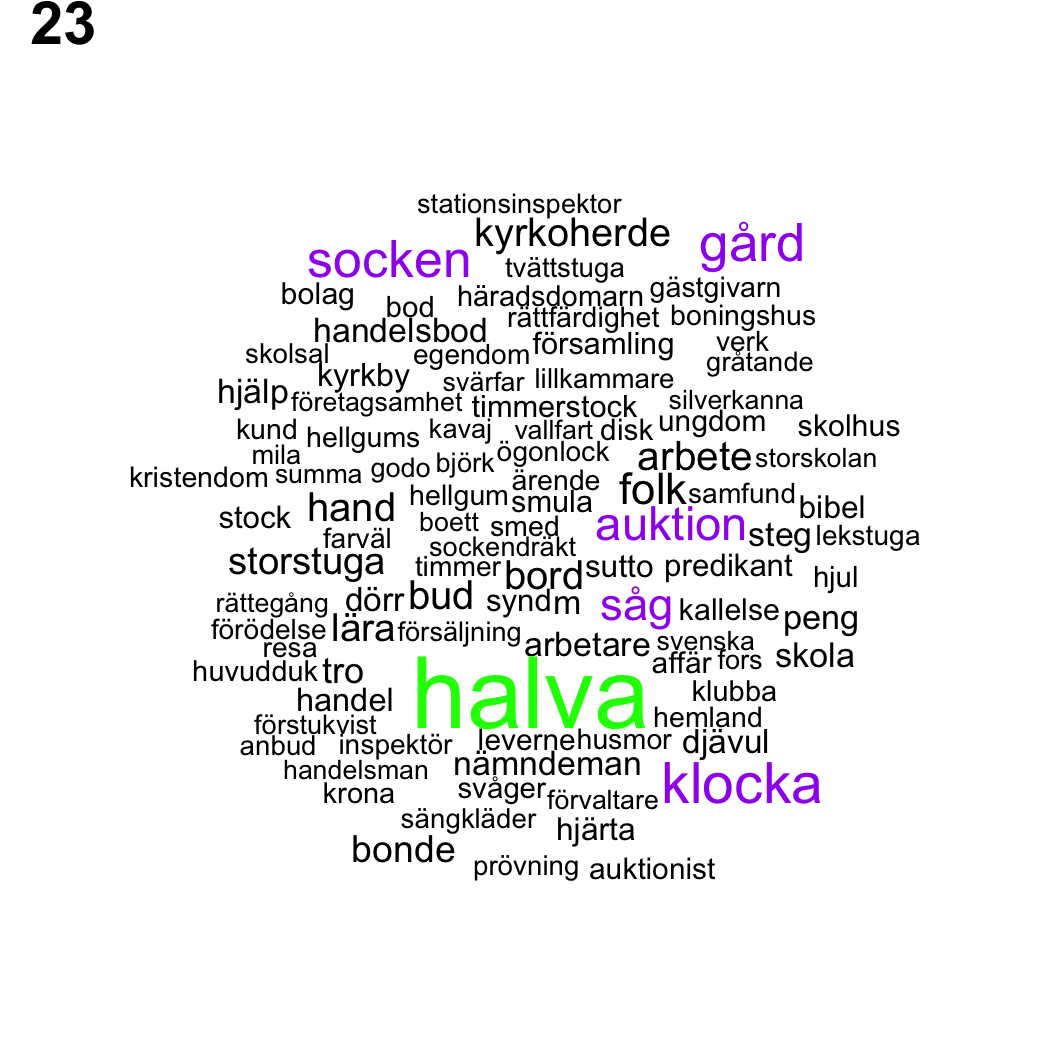 23
stationsinspektor
kyrkoherde gård
socken tvättstuga
bolag bod häradsdomarn gästgivarn
handelsbod rättfärdighet boningshus
skolsal egendom församling verk
kyrkby svärfar lillkammare gråtande
hjälp företagsamhet timmerstock silverkanna
kund hellgums kavaj vallfart disk ungdom skolhus
mila godo björk ögonlock arbete storskolan
kristendom summa ärende folk samfund
hand hellgum smula bibel
stock farväl boett smed auktion steg lekstuga
storstuga sockendräkt
timmer bord sutto predikant hjul
rättegång dörr bud syndm såg kallelse peng
förödelse lära försäljning arbetare svenska
resa affär fors skola
huvudduk tro halva klubba
handel hemland
förstukvist
anbud inspektör levernehusmor djävul
handelsman nämndeman klocka
krona svåger förvaltare
sängkläder hjärta
bonde prövning auktionist